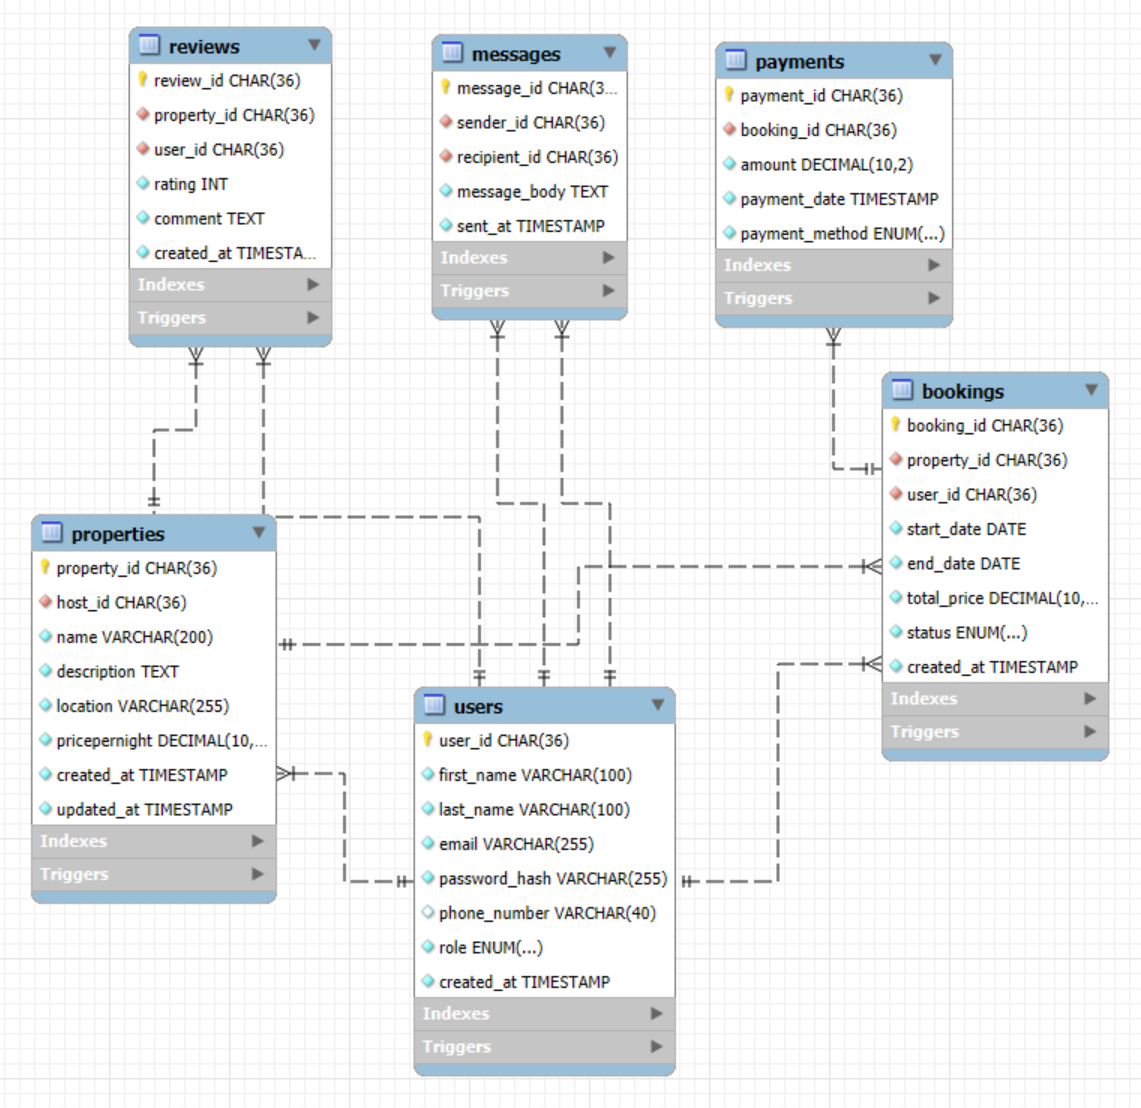 reviews
review_id CHAR(36)
property_id CHAR(36)
user_id CHAR(36)
rating INT
comment TEXT
created_at TIMESTA...
Indexes
Triggers
messages
message_id CHAR(3...
sender_id CHAR(36)
recipient_id CHAR(36)
message_body TEXT
sent_at TIMESTAMP
Indexes
Triggers
payments
payment_id CHAR(36)
booking_id CHAR(36)
amount DECIMAL(10,2)
payment_date TIMESTAMP
payment_method ENUM(...)
Indexes
Triggers
bookings
booking_id CHAR(36)
property_id CHAR(36)
user_id CHAR(36)
start_date DATE
end_date DATE
total_price DECIMAL(10,...
status ENUM(...)
created_at TIMESTAMP
Indexes
Triggers
properties
property_id CHAR(36)
host_id CHAR(36)
name VARCHAR(200)
description TEXT
location VARCHAR(255)
pricepernight DECIMAL(10,...
created_at TIMESTAMP
updated_at TIMESTAMP
Indexes
Triggers
users
user_id CHAR(36)
first_name VARCHAR(100)
last_name VARCHAR(100)
email VARCHAR(255)
password_hash VARCHAR(255)
phone_number VARCHAR(40)
role ENUM(...)
created_at TIMESTAMP
Indexes
Triggers